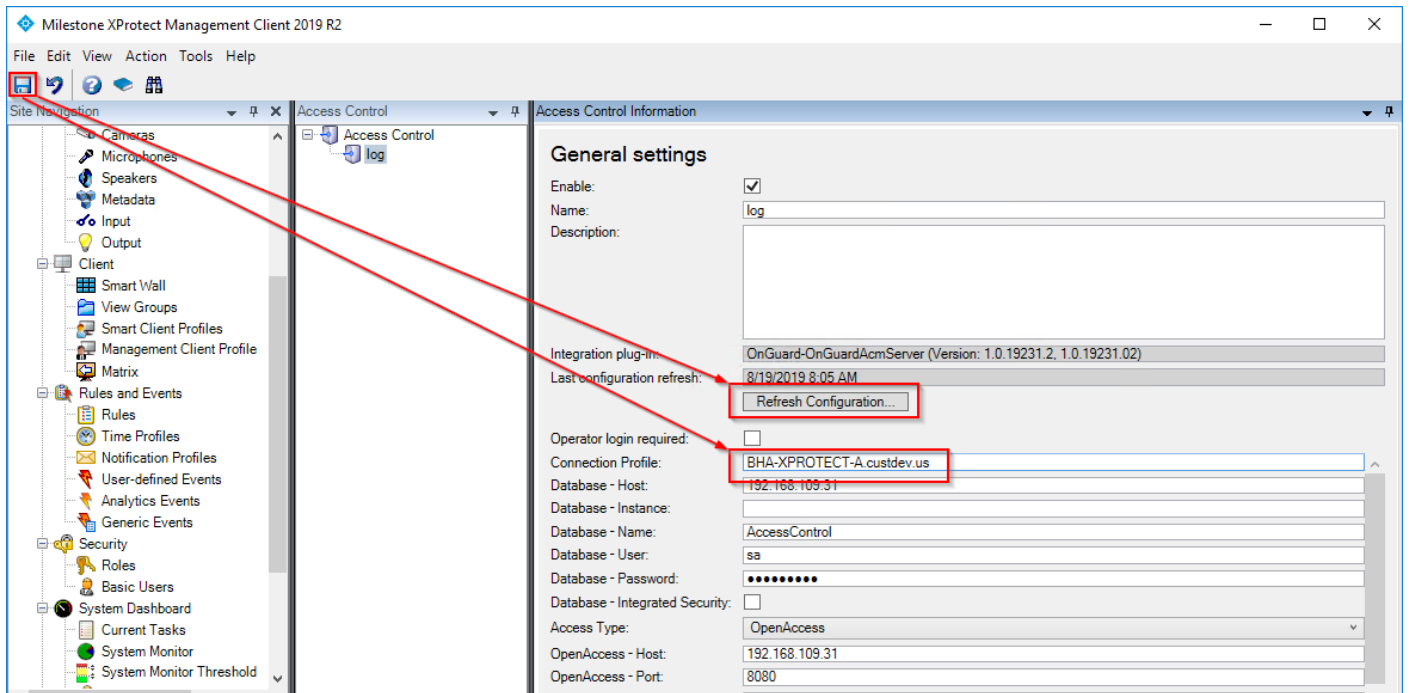 Milestone XProtect Management Client 2019 R2
File Edit View Action Tools Help
Site Navigation
Cameras
Microphones
Speakers
Metadata
Input
Output
Client
Smart Wall
View Groups
Smart Client Profiles
Management Client Profile
Matrix
Rules and Events
Rules
Time Profiles
Notification Profiles
User-defined Events
Analytics Events
Generic Events
Security
Roles
Basic Users
System Dashboard
Current Tasks
System Monitor
System Monitor Threshold
Access Control
Access Control
log
Access Control Information
General settings
Enable:
Name: log
Description:
Integration plug-in: OnGuard-OnGuardAcmServer (Version: 1.0.19231.2, 1.0.19231.02)
Last configuration refresh: 8/19/2019 8:05 AM
Refresh Configuration...
Operator login required:
Connection Profile: BHA-XPROTECT-A.custdev.us
Database - Host: 192.168.109.31
Database - Instance:
Database - Name: AccessControl
Database - User: sa
Database - Password: •••••••••
Database - Integrated Security:
Access Type: OpenAccess
OpenAccess - Host: 192.168.109.31
OpenAccess - Port: 8080